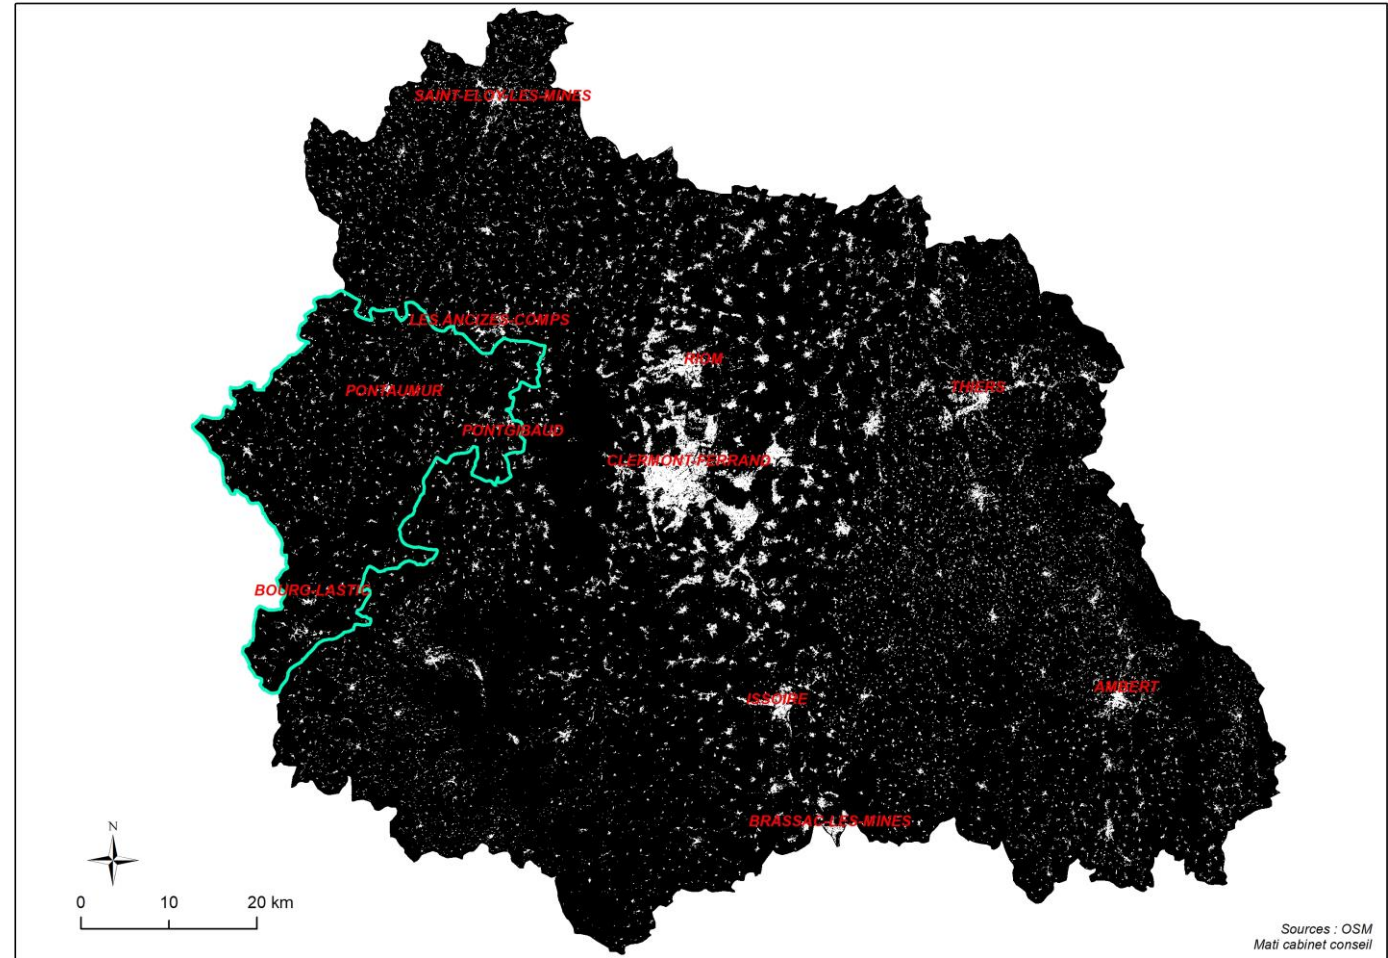 SAINT-ELOY-LES-MINES
LES ANCIZES-COMPS
RIOM
PONTAUMUR
THIERS
PONTGIBAUD
CLERMONT-FERRAND
BOURG-LASTIC
AMBERT
ISSOIRE
BRASSAC-LES-MINES
N
0 10 20 km
Sources : OSM
Mati cabinet conseil